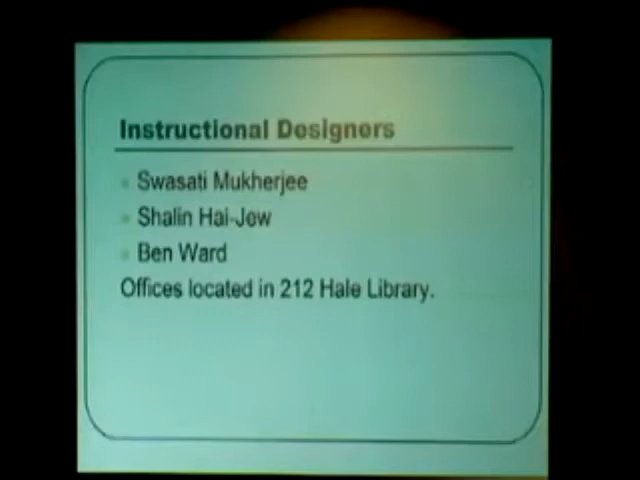 Instructional Designers
Swasati Mukherjee
Shalin Hai-Jew
Ben Ward
Offices located in 212 Hale Library.